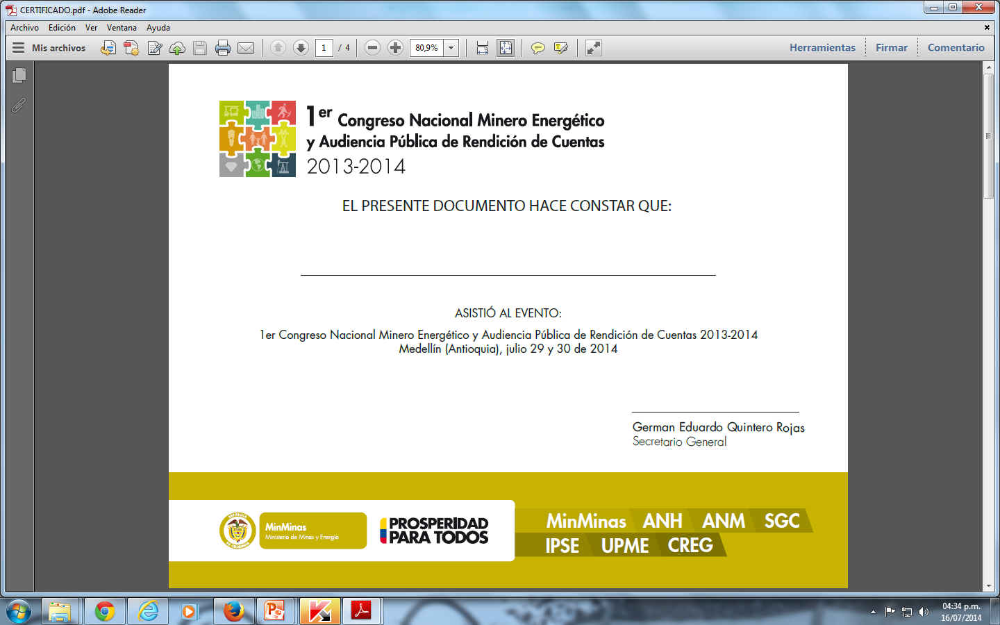 CERTIFICADO.pdf - Adobe Reader
Archivo Edición Ver Ventana Ayuda
Mis archivos 1 / 4 80,9% Herramientas Firmar Comentario
1er Congreso Nacional Minero Energético
y Audiencia Pública de Rendición de Cuentas
2013-2014
EL PRESENTE DOCUMENTO HACE CONSTAR QUE:
ASISTIÓ AL EVENTO:
1er Congreso Nacional Minero Energético y Audiencia Pública de Rendición de Cuentas 2013-2014
Medellín (Antioquia), julio 29 y 30 de 2014
German Eduardo Quintero Rojas
Secretario General
REPÚBLICA
DE COLOMBIA
MinMinas
Ministerio de Minas y Energía
PROSPERIDAD
PARA TODOS
MinMinas ANH ANM SGC
IPSE UPME CREG
04:34 p.m.
16/07/2014